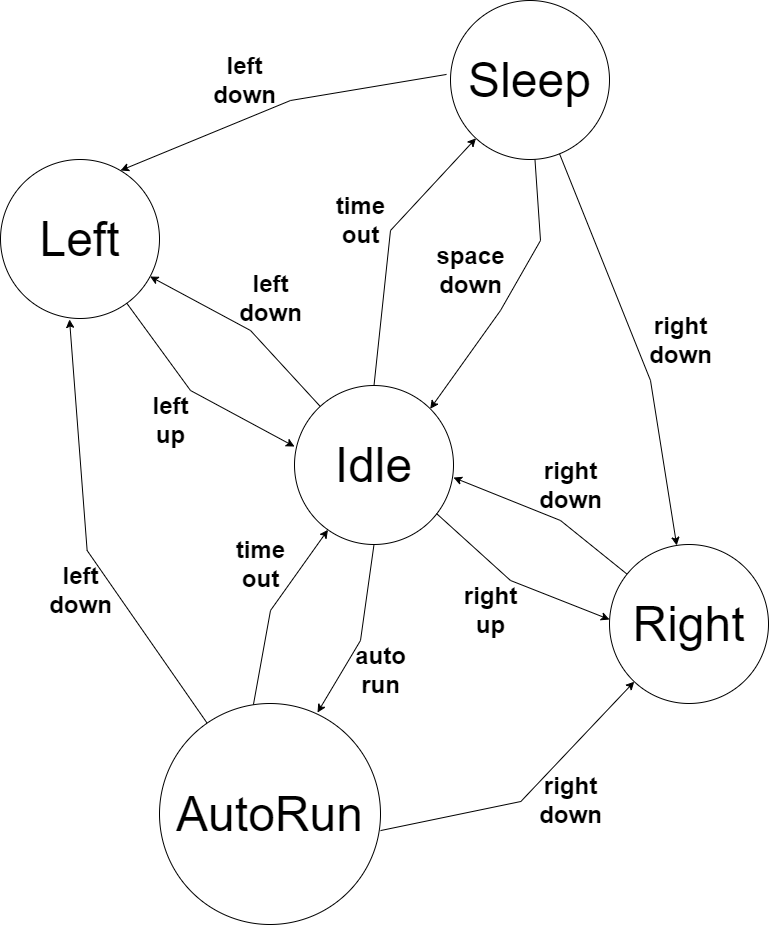 Sleep
left
down
Left
time
out
space
down
left
down
right
down
left
up
Idle
right
down
time
out
left
down
right
up
Right
auto
run
AutoRun
right
down